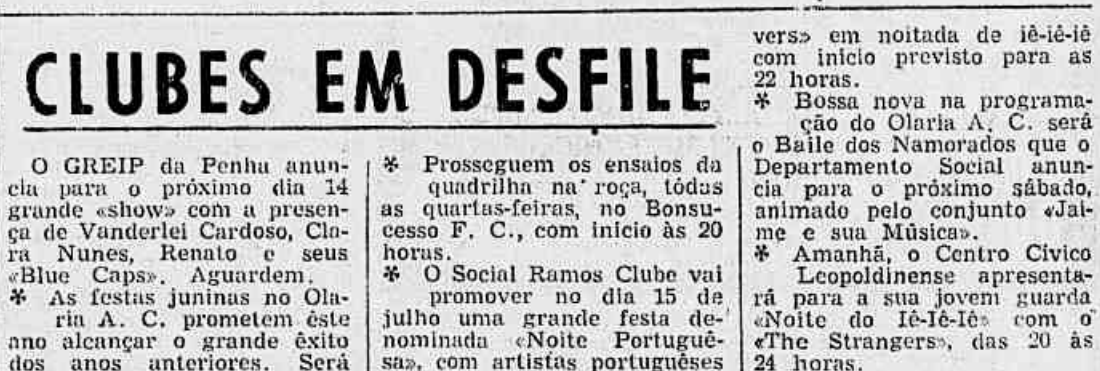 CLUBES EM DESFILE
O GREIP da Penha anun-
cia para o próximo dia 14
grande «show» com a presen-
ça de Vanderlei Cardoso, Cla-
ra Nunes, Renato e seus
«Blue Caps». Aguardem.
* As festas juninas no Ola-
ria A. C. prometem êste
ano alcançar o grande êxito
dos anos anteriores. Será
* Prosseguem os ensaios da
quadrilha na roça, tôdas
as quartas-feiras, no Bonsu-
cesso F. C., com inicio às 20
horas.
* O Social Ramos Clube vai
promover no dia 15 de
julho uma grande festa de-
nominada «Noite Portuguê-
sa», com artistas portuguêses
vers» em noitada de iê-iê-iê
com inicio previsto para as
22 horas.
* Bossa nova na programa-
ção do Olaria A. C. será
o Baile dos Namorados que o
Departamento Social anun-
cia para o próximo sábado,
animado pelo conjunto «Jai-
me e sua Música».
* Amanhã, o Centro Cívico
Leopoldinense apresenta-
rá para a sua jovem guarda
«Noite do Iê-Iê-Iê» com o
«The Strangers», das 20 às
24 horas.